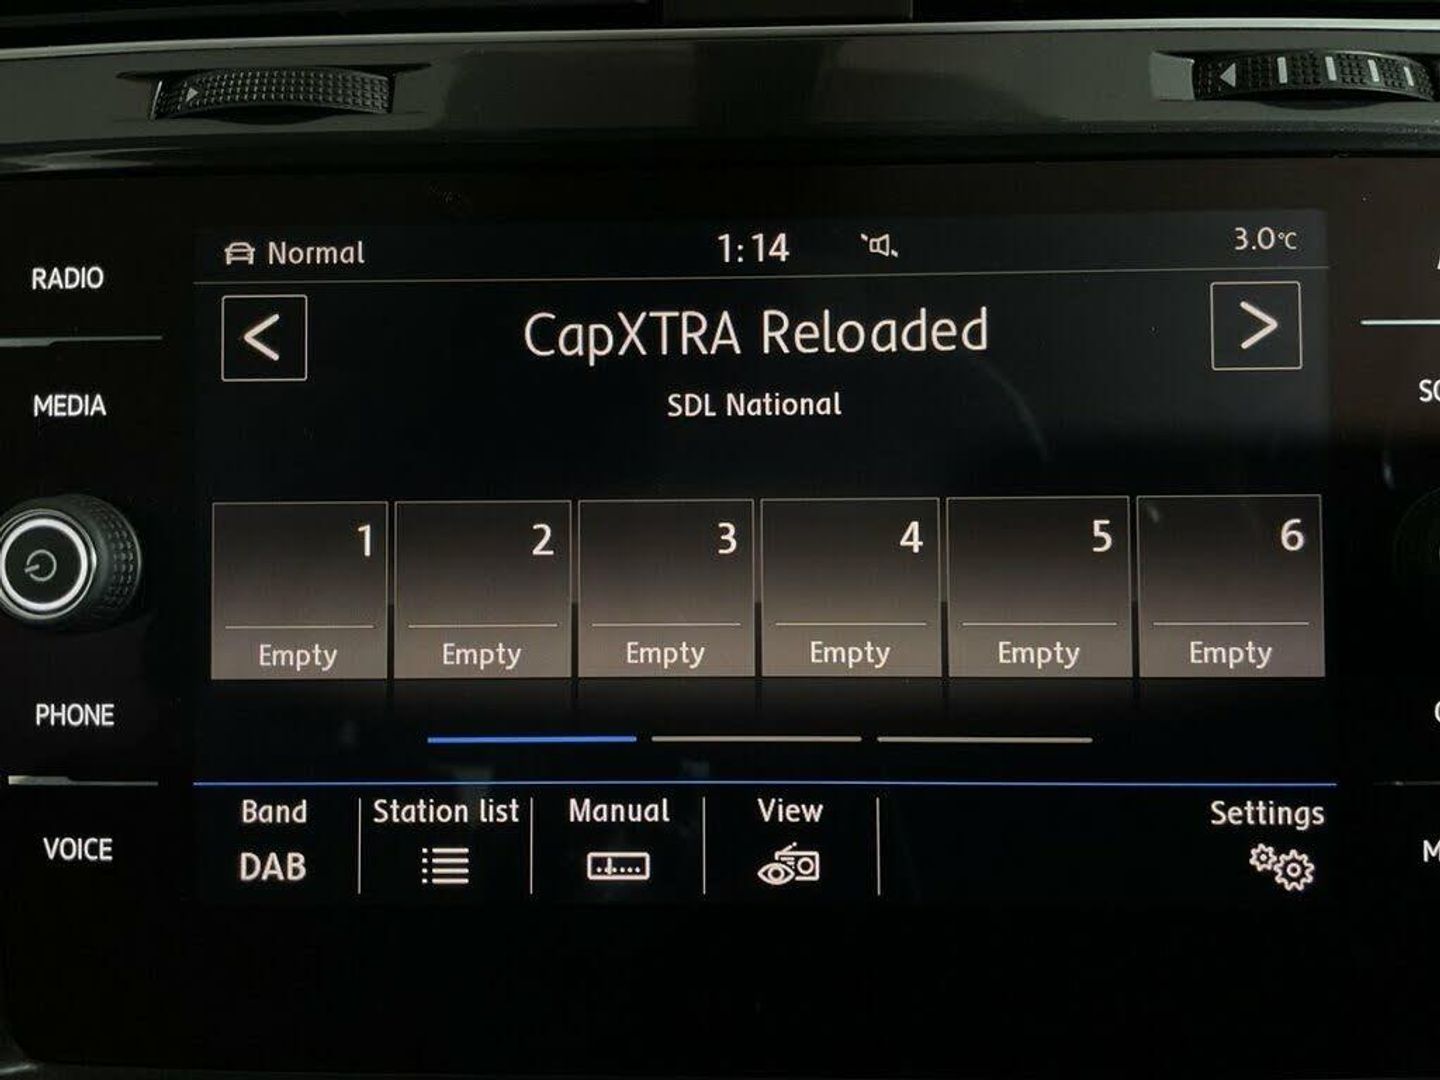 Normal 1:14 3.0°C
RADIO
CapXTRA Reloaded
MEDIA
SDL National
1 2 3 4 5 6
Empty Empty Empty Empty Empty Empty
PHONE
Band Station list Manual View Settings
VOICE
DAB